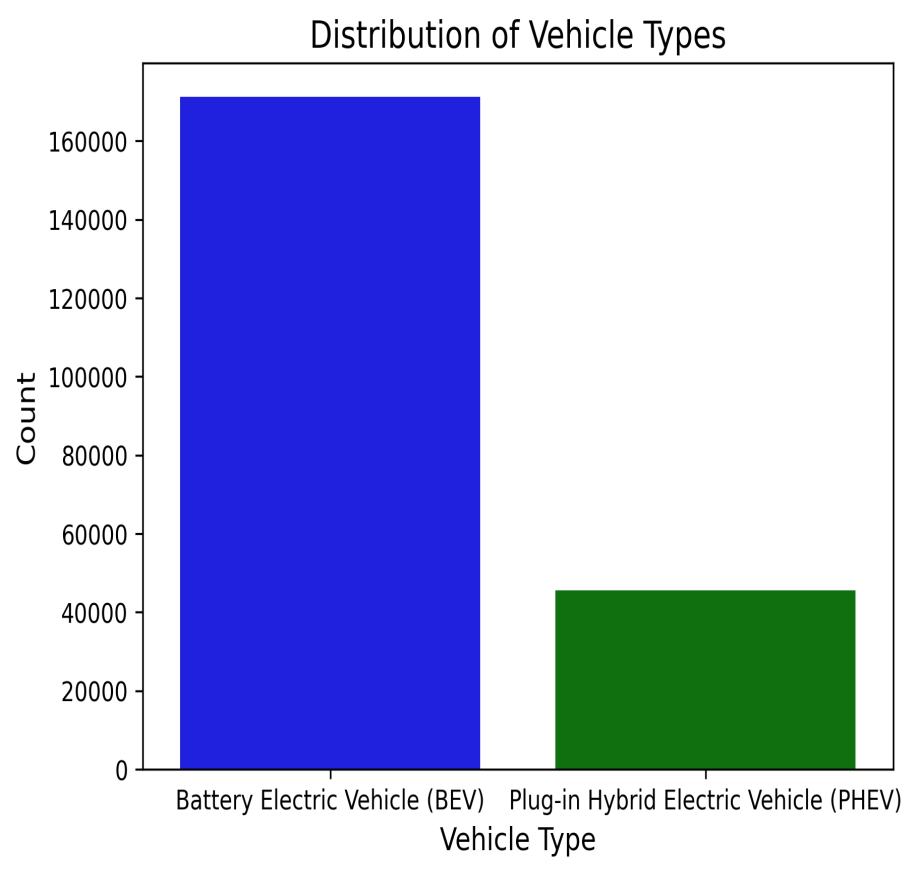 Distribution of Vehicle Types
160000
140000
120000
100000
80000
60000
40000
20000
0
Count
Battery Electric Vehicle (BEV)
Plug-in Hybrid Electric Vehicle (PHEV)
Vehicle Type